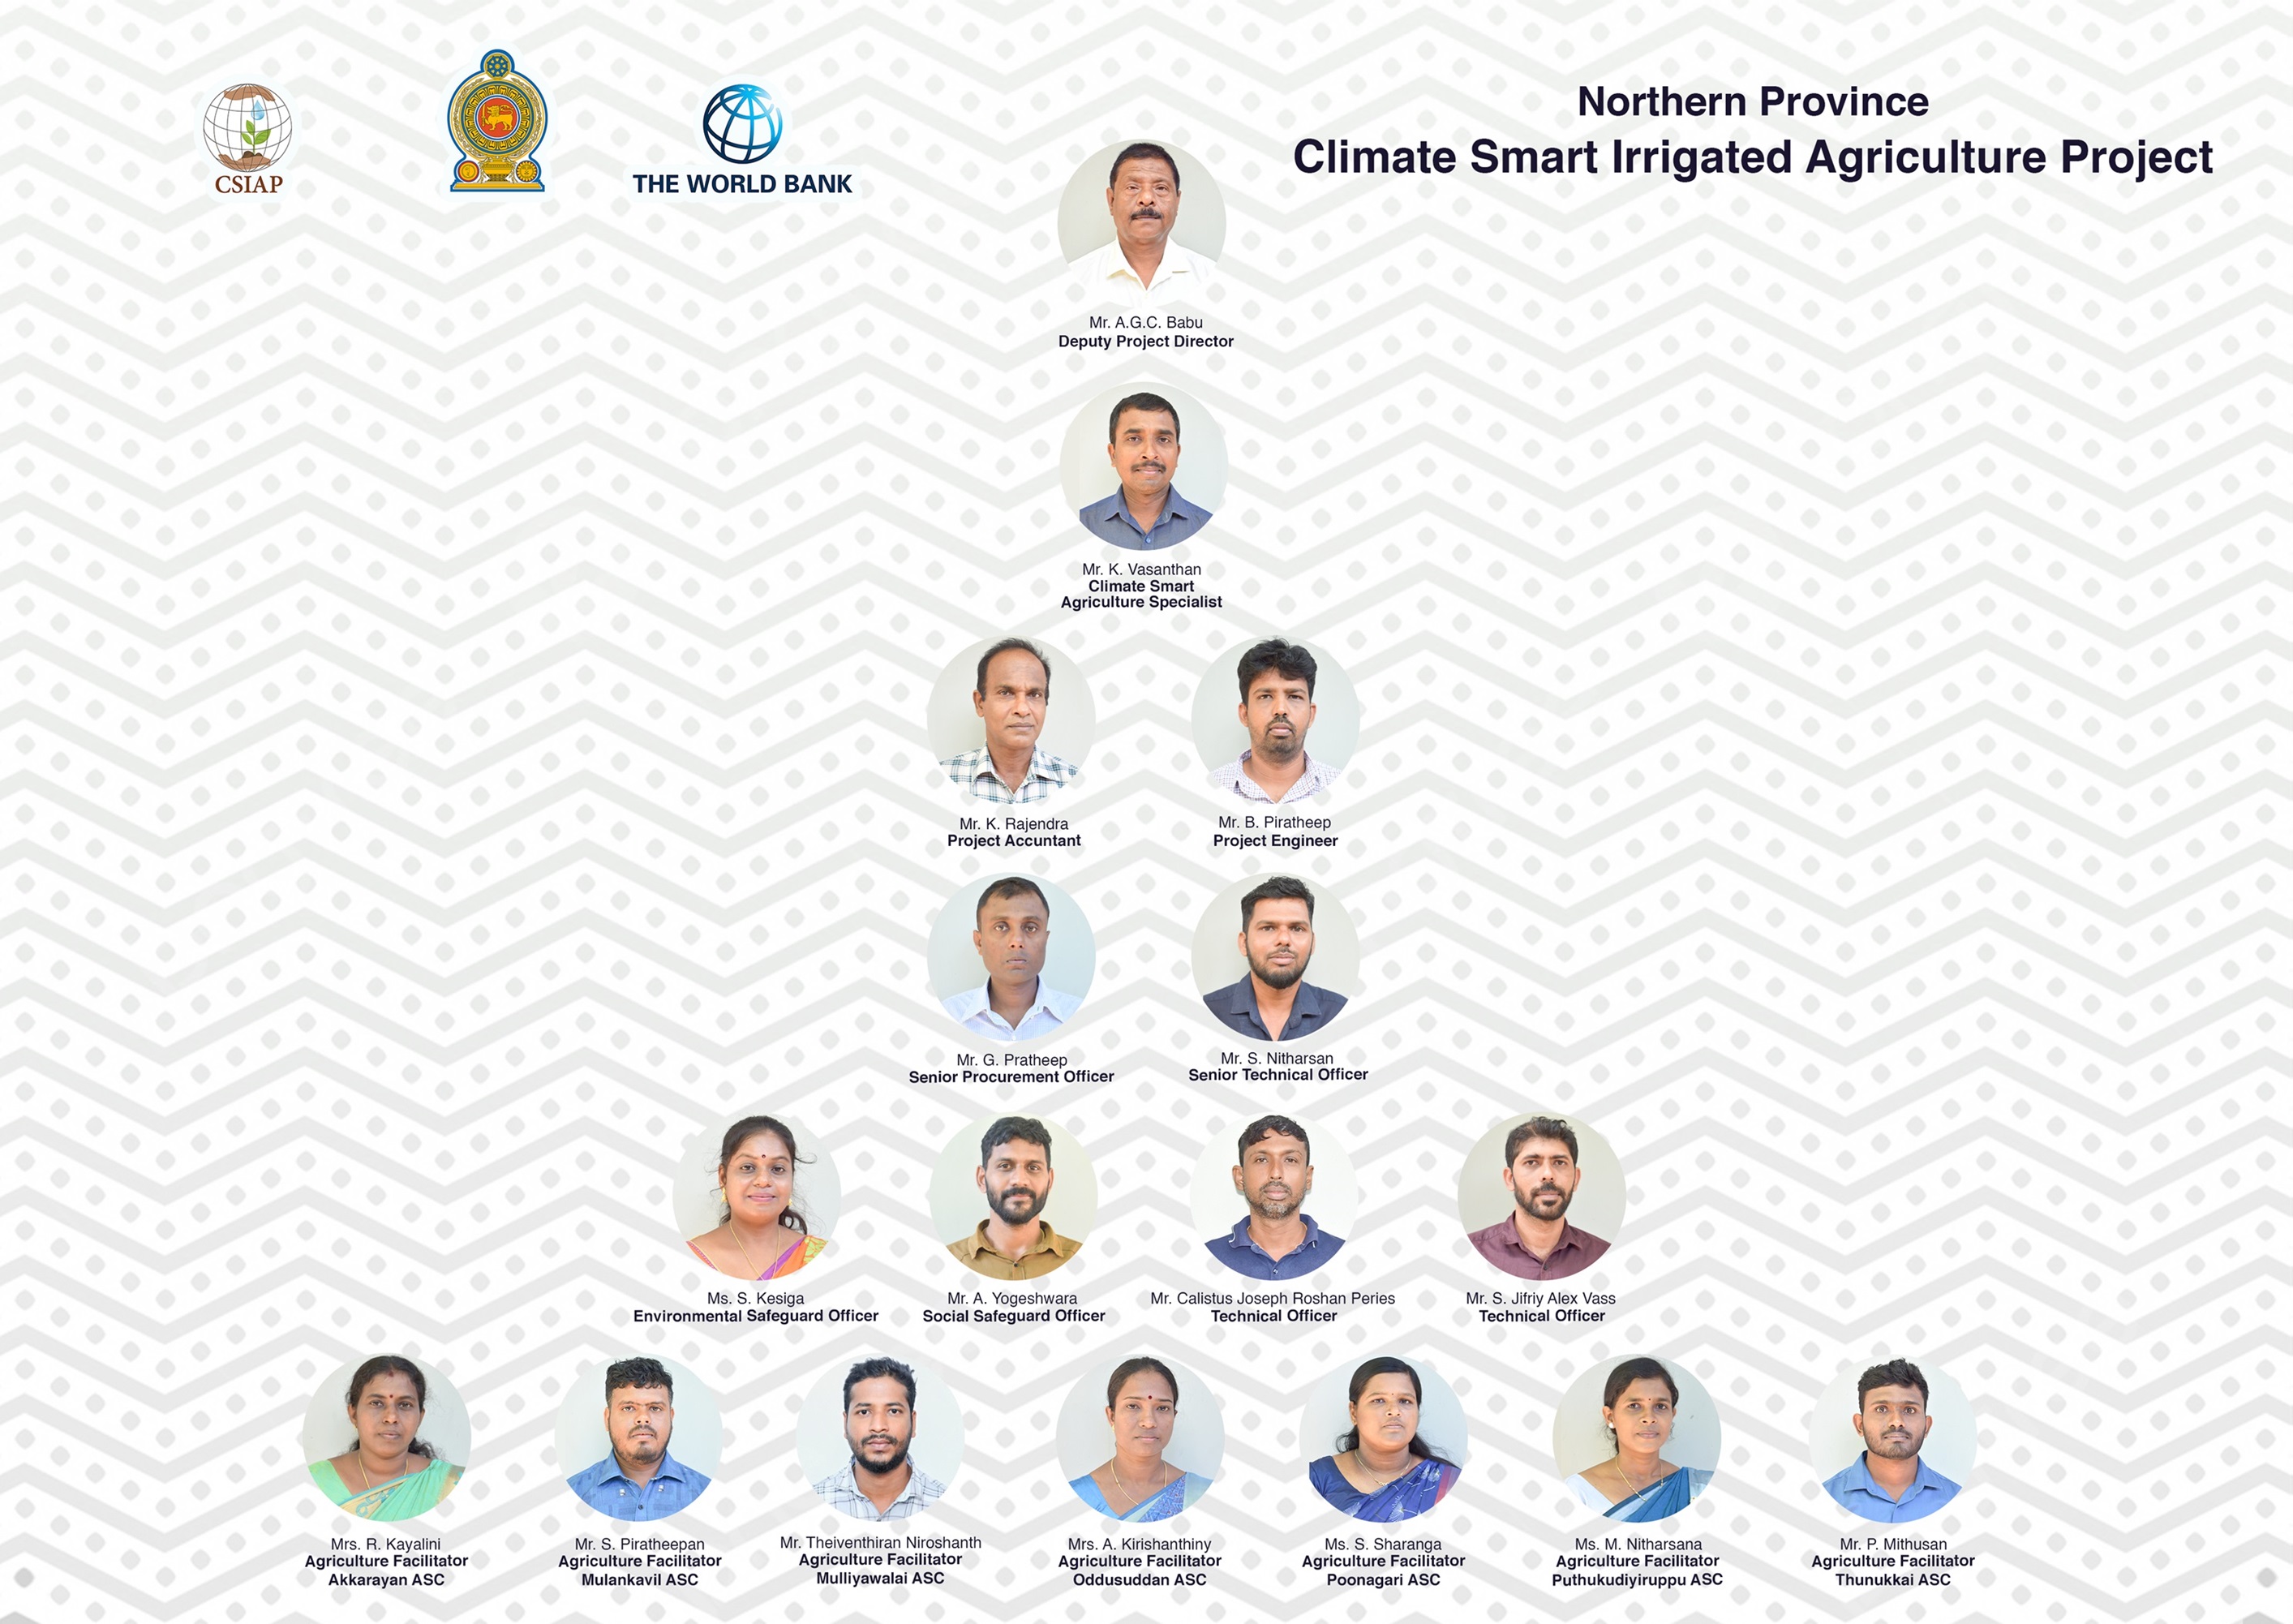 CSIAP
THE WORLD BANK
Northern Province
Climate Smart Irrigated Agriculture Project
Mr. A.G.C. Babu
Deputy Project Director
Mr. K. Vasanthan
Climate Smart
Agriculture Specialist
Mr. K. Rajendra
Project Accuntant
Mr. B. Piratheep
Project Engineer
Mr. G. Pratheep
Senior Procurement Officer
Mr. S. Nitharsan
Senior Technical Officer
Ms. S. Kesiga
Environmental Safeguard Officer
Mr. A. Yogeshwara
Social Safeguard Officer
Mr. Calistus Joseph Roshan Peries
Technical Officer
Mr. S. Jifriy Alex Vass
Technical Officer
Mrs. R. Kayalini
Agriculture Facilitator
Akkarayan ASC
Mr. S. Piratheepan
Agriculture Facilitator
Mulankavil ASC
Mr. Theiventhiran Niroshanth
Agriculture Facilitator
Mulliyawalai ASC
Mrs. A. Kirishanthiny
Agriculture Facilitator
Oddusuddan ASC
Ms. S. Sharanga
Agriculture Facilitator
Poonagari ASC
Ms. M. Nitharsana
Agriculture Facilitator
Puthukudiyiruppu ASC
Mr. P. Mithusan
Agriculture Facilitator
Thunukkai ASC